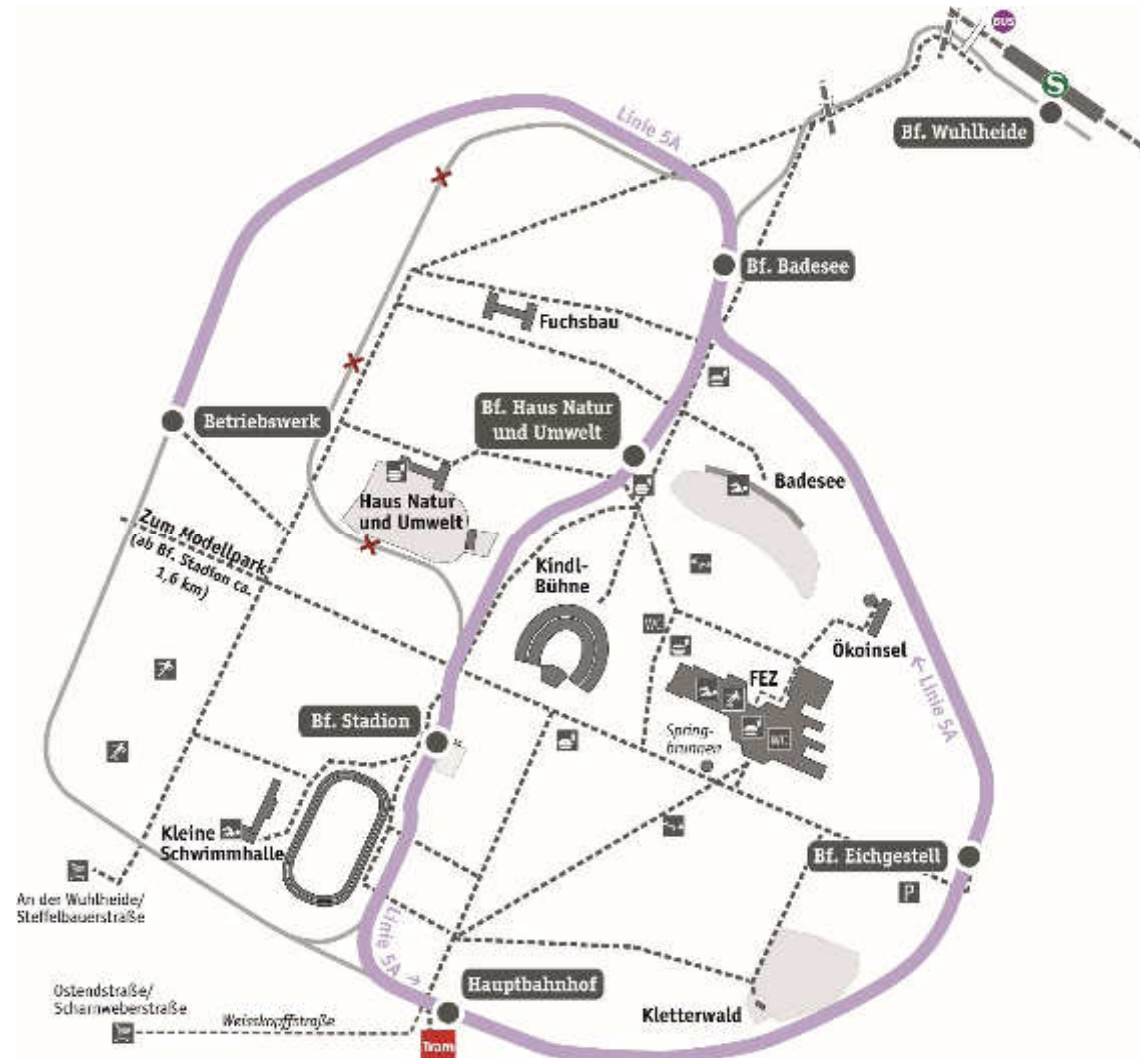 BUS
S
Bf. Wuhlheide
Linie 5A
Bf. Badesee
Fuchsbau
Bf. Haus Natur
und Umwelt
Betriebswerk
Badesee
Haus Natur
und Umwelt
Zum Modellpark
(ab Bf. Stadion ca.
1,6 km)
Kindl-
Bühne
WC
Ökoinsel
FEZ
Linie 5A
Bf. Stadion
Spring-
brunnen
WC
Kleine
Schwimmhalle
Bf. Eichgestell
P
An der Wuhlheide/
Steffelbauerstraße
Linie 5A
Hauptbahnhof
Ostendstraße/
Scharnweberstraße
Weisskopffstraße
Kletterwald
Tram